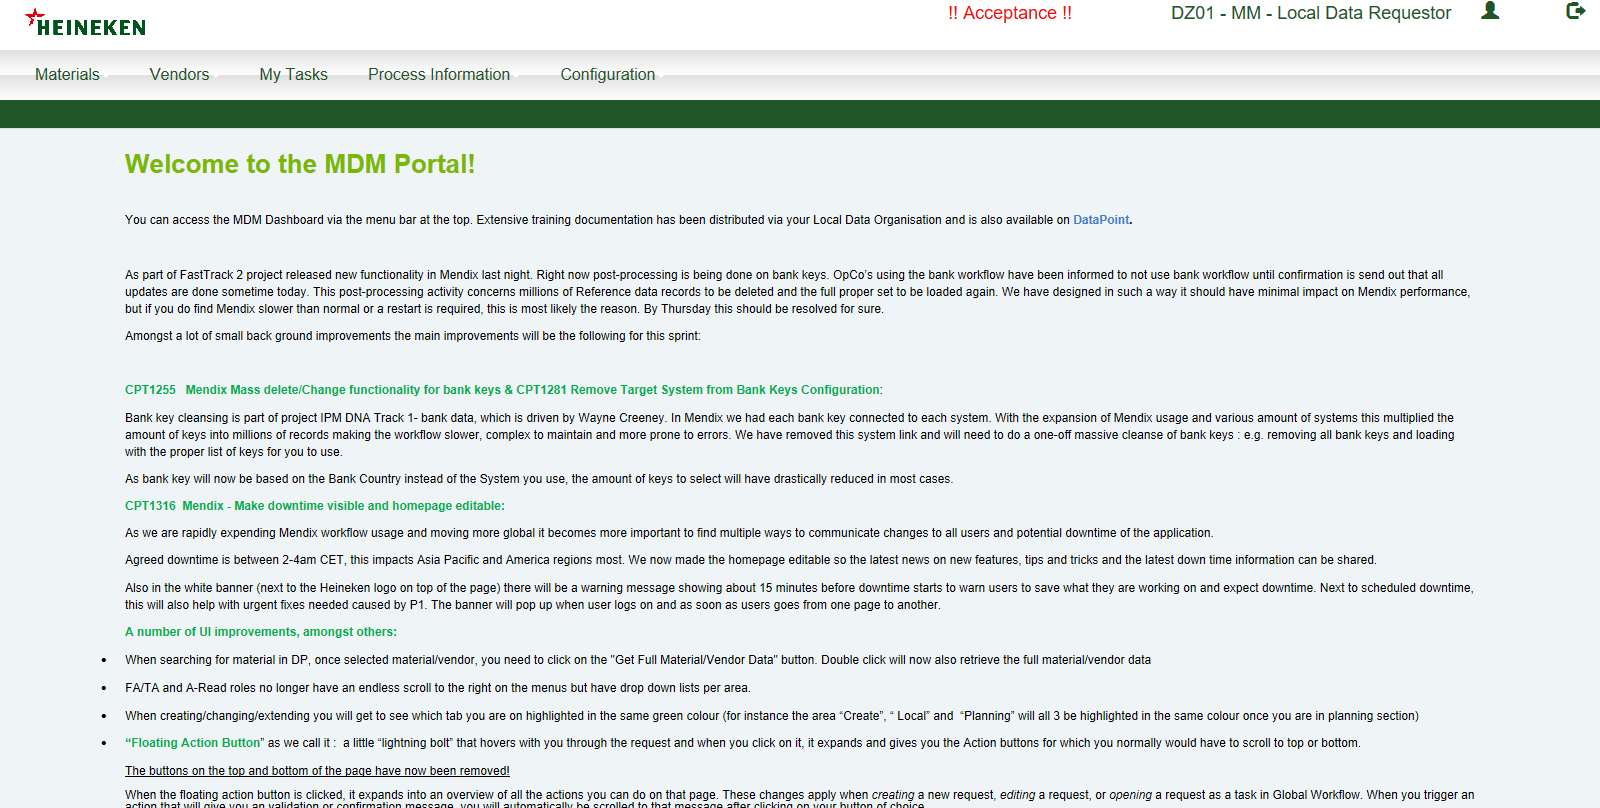 HEINEKEN
!! Acceptance !!
DZ01 - MM - Local Data Requestor
Materials
Vendors
My Tasks
Process Information
Configuration
Welcome to the MDM Portal!
You can access the MDM Dashboard via the menu bar at the top. Extensive training documentation has been distributed via your Local Data Organisation and is also available on DataPoint.
As part of FastTrack 2 project released new functionality in Mendix last night. Right now post-processing is being done on bank keys. OpCo's using the bank workflow have been informed to not use bank workflow until confirmation is send out that all
updates are done sometime today. This post-processing activity concerns millions of Reference data records to be deleted and the full proper set to be loaded again. We have designed in such a way it should have minimal impact on Mendix performance,
but if you do find Mendix slower than normal or a restart is required, this is most likely the reason. By Thursday this should be resolved for sure.
Amongst a lot of small back ground improvements the main improvements will be the following for this sprint:
CPT1255 Mendix Mass delete/Change functionality for bank keys & CPT1281 Remove Target System from Bank Keys Configuration:
Bank key cleansing is part of project IPM DNA Track 1- bank data, which is driven by Wayne Creeney. In Mendix we had each bank key connected to each system. With the expansion of Mendix usage and various amount of systems this multiplied the
amount of keys into millions of records making the workflow slower, complex to maintain and more prone to errors. We have removed this system link and will need to do a one-off massive cleanse of bank keys : e.g. removing all bank keys and loading
with the proper list of keys for you to use.
As bank key will now be based on the Bank Country instead of the System you use, the amount of keys to select will have drastically reduced in most cases.
CPT1316 Mendix - Make downtime visible and homepage editable:
As we are rapidly expending Mendix workflow usage and moving more global it becomes more important to find multiple ways to communicate changes to all users and potential downtime of the application.
Agreed downtime is between 2-4am CET, this impacts Asia Pacific and America regions most. We now made the homepage editable so the latest news on new features, tips and tricks and the latest down time information can be shared.
Also in the white banner (next to the Heineken logo on top of the page) there will be a warning message showing about 15 minutes before downtime starts to warn users to save what they are working on and expect downtime. Next to scheduled downtime,
this will also help with urgent fixes needed caused by P1. The banner will pop up when user logs on and as soon as users goes from one page to another.
A number of UI improvements, amongst others:
• When searching for material in DP, once selected material/vendor, you need to click on the "Get Full Material/Vendor Data" button. Double click will now also retrieve the full material/vendor data
• FA/TA and A-Read roles no longer have an endless scroll to the right on the menus but have drop down lists per area.
• When creating/changing/extending you will get to see which tab you are on highlighted in the same green colour (for instance the area “Create”, “ Local” and “Planning” will all 3 be highlighted in the same colour once you are in planning section)
• “Floating Action Button” as we call it : a little “lightning bolt” that hovers with you through the request and when you click on it, it expands and gives you the Action buttons for which you normally would have to scroll to top or bottom.
The buttons on the top and bottom of the page have now been removed!
When the floating action button is clicked, it expands into an overview of all the actions you can do on that page. These changes apply when creating a new request, editing a request, or opening a request as a task in Global Workflow. When you trigger an
action that will give you an validation or confirmation message, you will automatically be scrolled to that message after clicking on your button of choice.